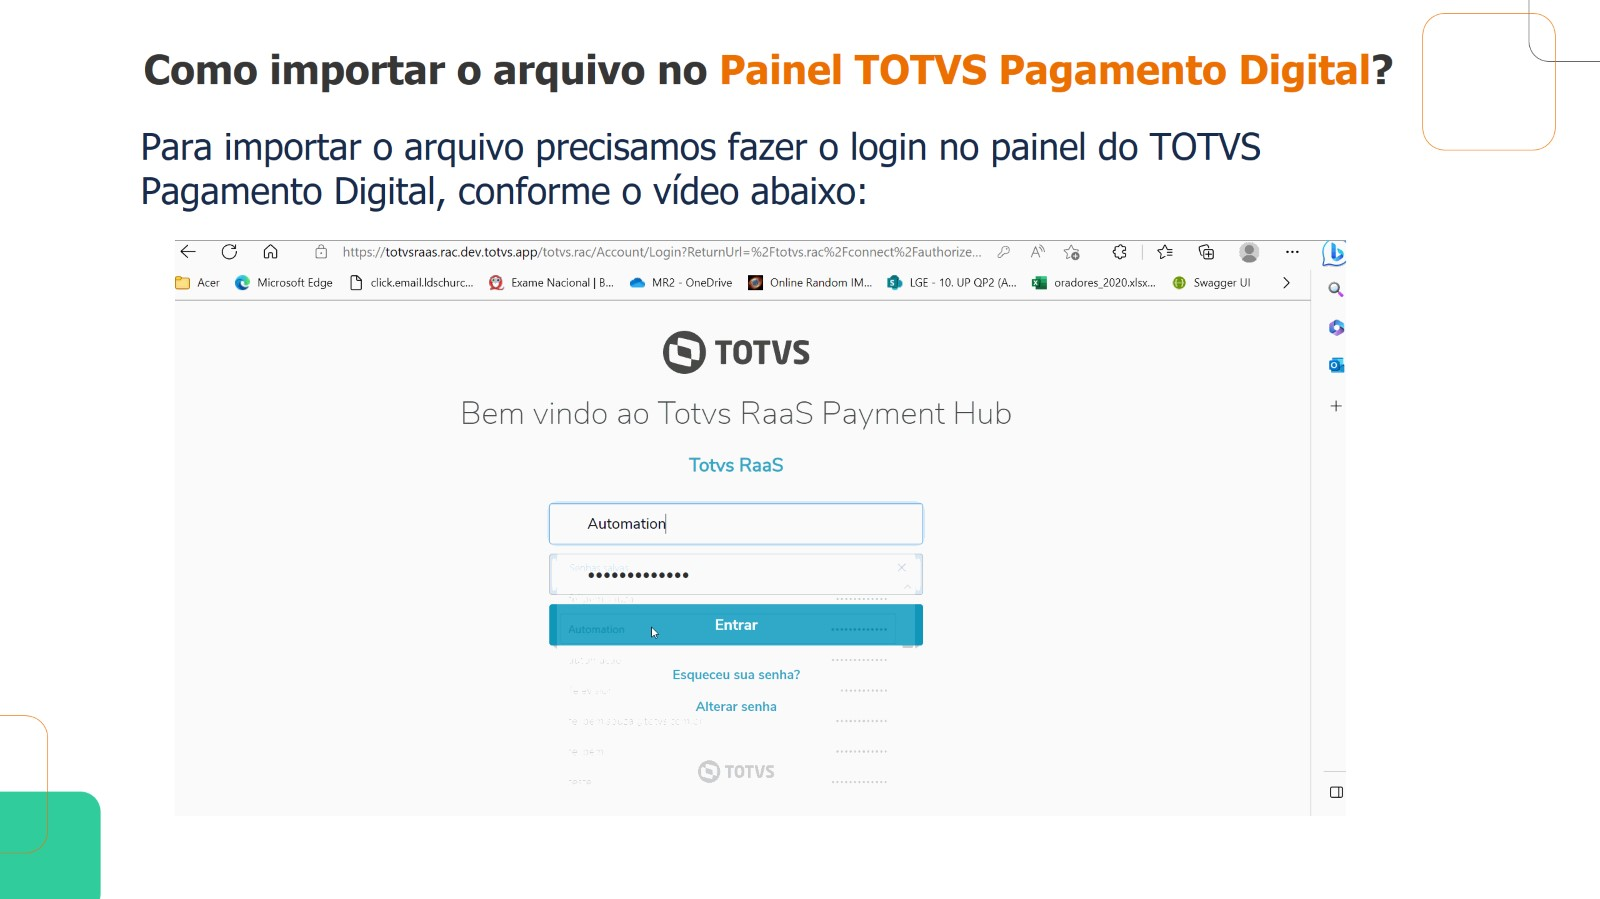 Como importar o arquivo no Painel TOTVS Pagamento Digital?
Para importar o arquivo precisamos fazer o login no painel do TOTVS
Pagamento Digital, conforme o vídeo abaixo:
https://totvsraas.rac.dev.totvs.app/totvs.rac/Account/Login?ReturnUrl=%2Ftotvs.rac%2Fconnect%2Fauthorize...
Acer Microsoft Edge click.email.ldschurc... Exame Nacional | B... MR2 - OneDrive Online Random IM... LGE - 10. UP QP2 (A... oradores_2020.xlsx... Swagger UI
TOTVS
Bem vindo ao Totvs RaaS Payment Hub
Totvs RaaS
Automation
•••••••••••••
Entrar
Automation
Esqueceu sua senha?
Alterar senha
TOTVS